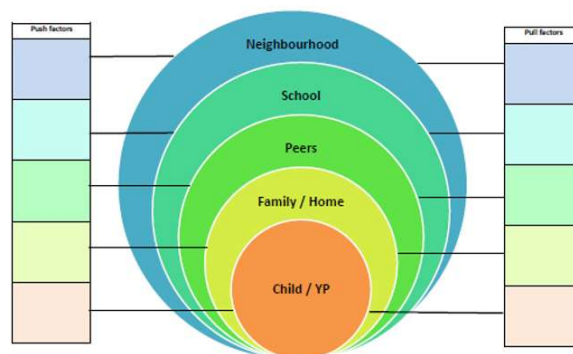 Push factors
Pull factors
Neighbourhood
School
Peers
Family / Home
Child / YP